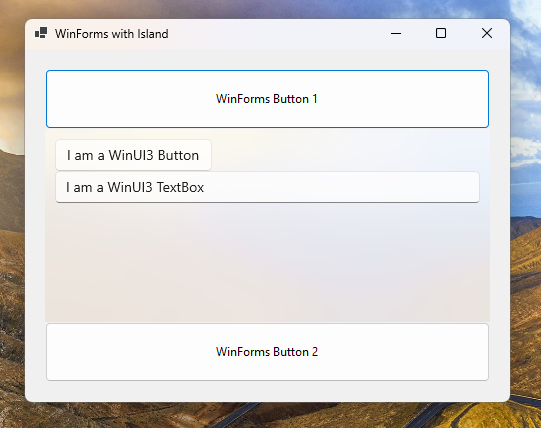 WinForms with Island
WinForms Button 1
I am a WinUI3 Button
I am a WinUI3 TextBox
WinForms Button 2